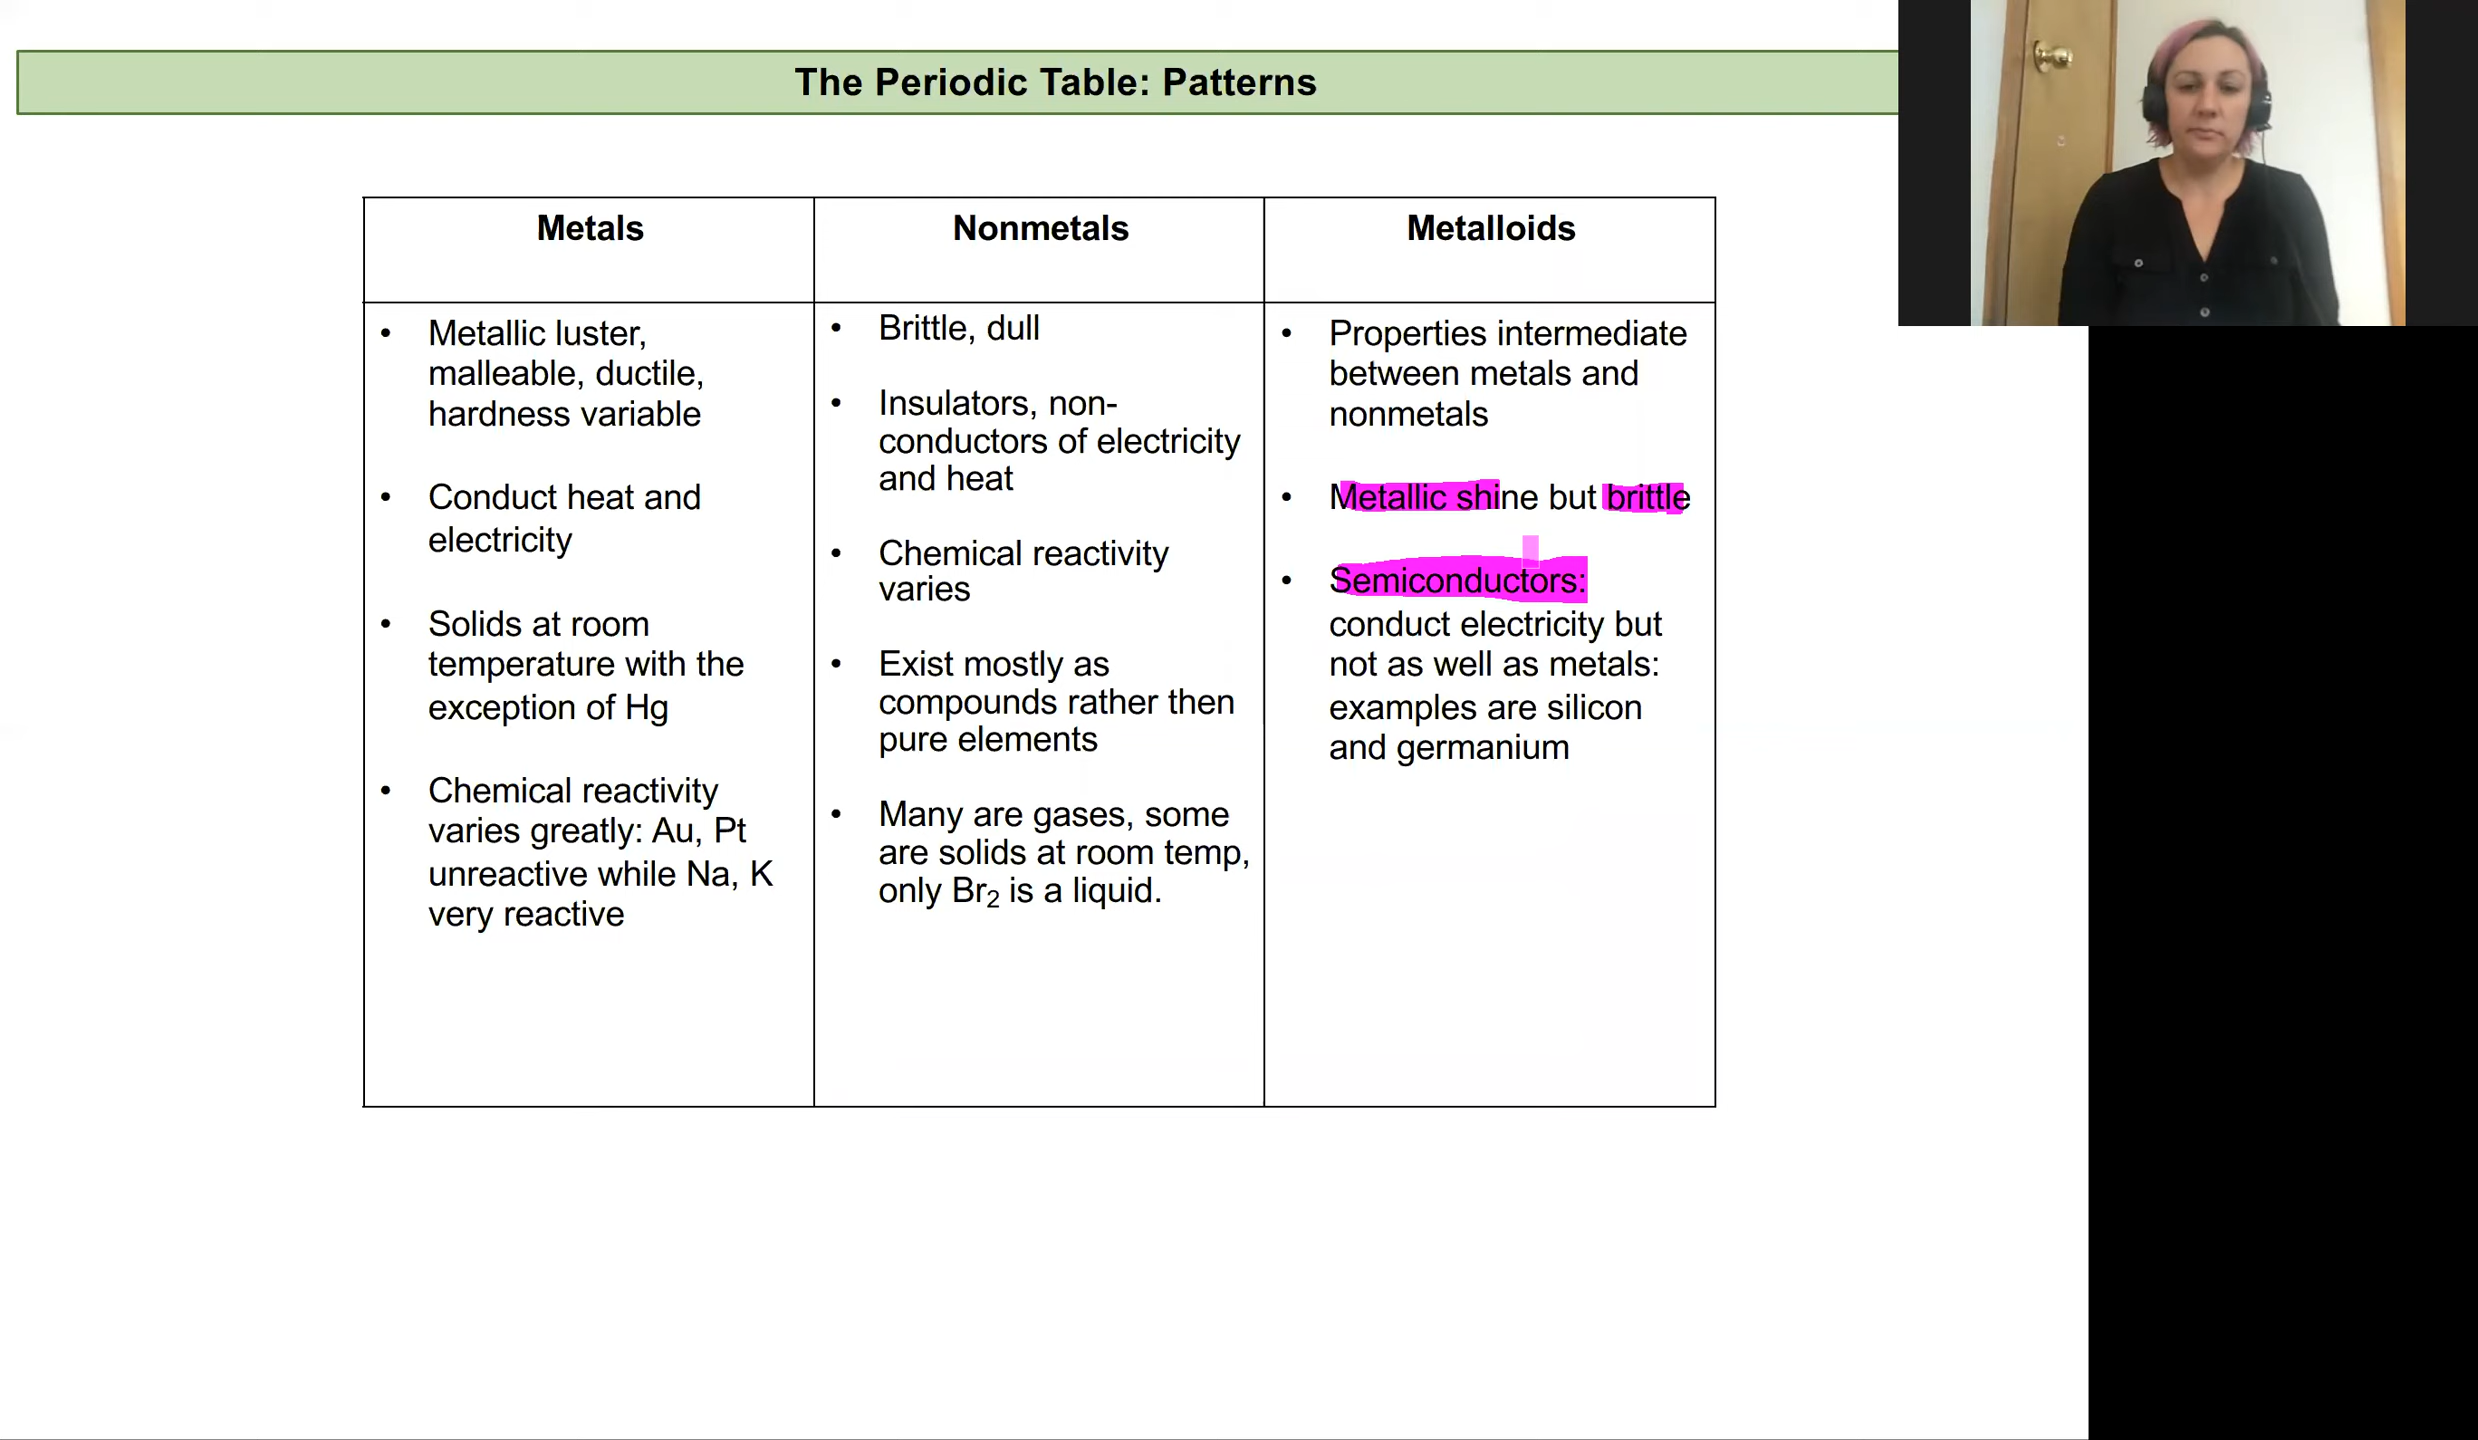 The Periodic Table: Patterns
Metals
Nonmetals
Metalloids
• Metallic luster,
malleable, ductile,
hardness variable
• Conduct heat and
electricity
• Solids at room
temperature with the
exception of Hg
• Chemical reactivity
varies greatly: Au, Pt
unreactive while Na, K
very reactive
• Brittle, dull
• Insulators, non-
conductors of electricity
and heat
• Chemical reactivity
varies
• Exist mostly as
compounds rather then
pure elements
• Many are gases, some
are solids at room temp,
only Br₂ is a liquid.
• Properties intermediate
between metals and
nonmetals
• Metallic shine but brittle
• Semiconductors:
conduct electricity but
not as well as metals:
examples are silicon
and germanium